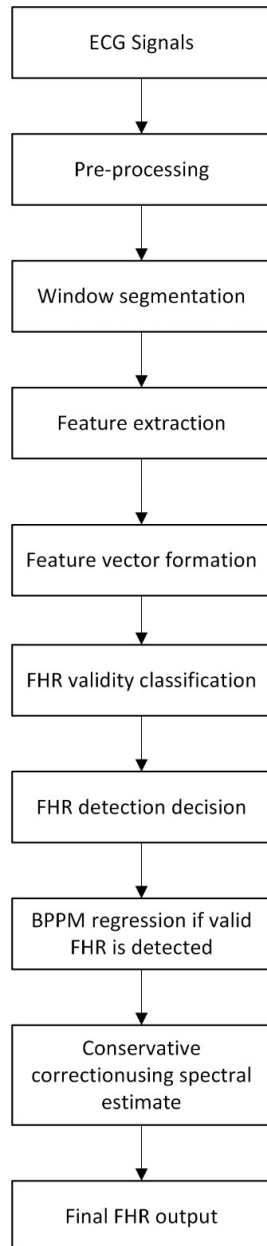 ECG Signals
Pre-processing
Window segmentation
Feature extraction
Feature vector formation
FHR validity classification
FHR detection decision
BPPM regression if valid
FHR is detected
Conservative
correctionusing spectral
estimate
Final FHR output